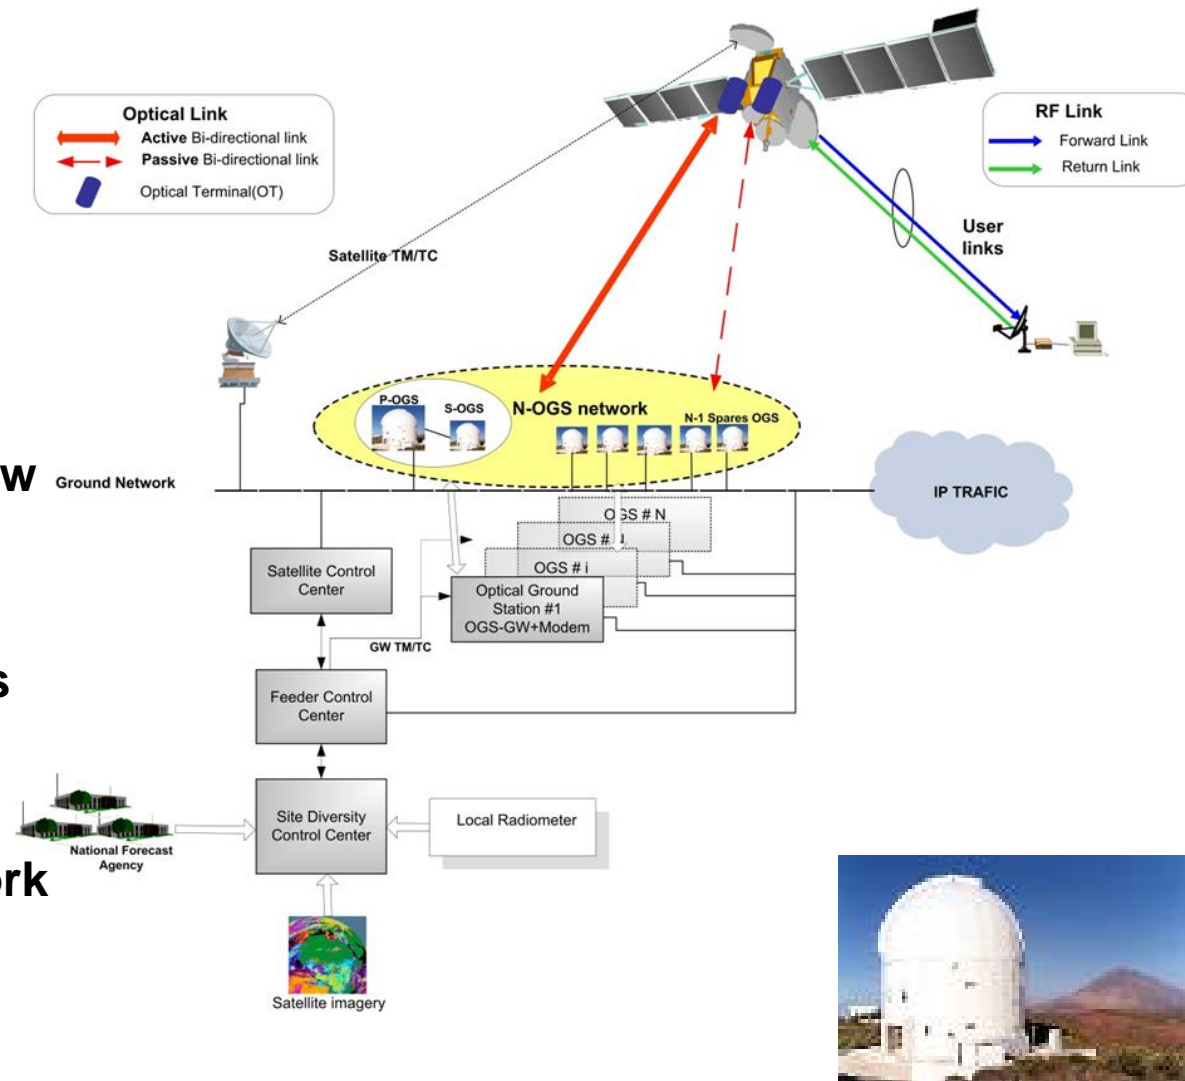 Optical Link
Active Bi-directional link
Passive Bi-directional link
Optical Terminal(OT)
RF Link
Forward Link
Return Link
User
links
Satellite TM/TC
P-OGS
S-OGS
N-OGS network
N-1 Spares OGS
w
Ground Network
IP TRAFIC
OGS # N
OGS #
OGS # i
Optical Ground
Station #1
OGS-GW+Modem
Satellite Control
Center
GW TM/TC
s
Feeder Control
Center
Site Diversity
Control Center
Local Radiometer
National Forecast
Agency
ork
Satellite imagery